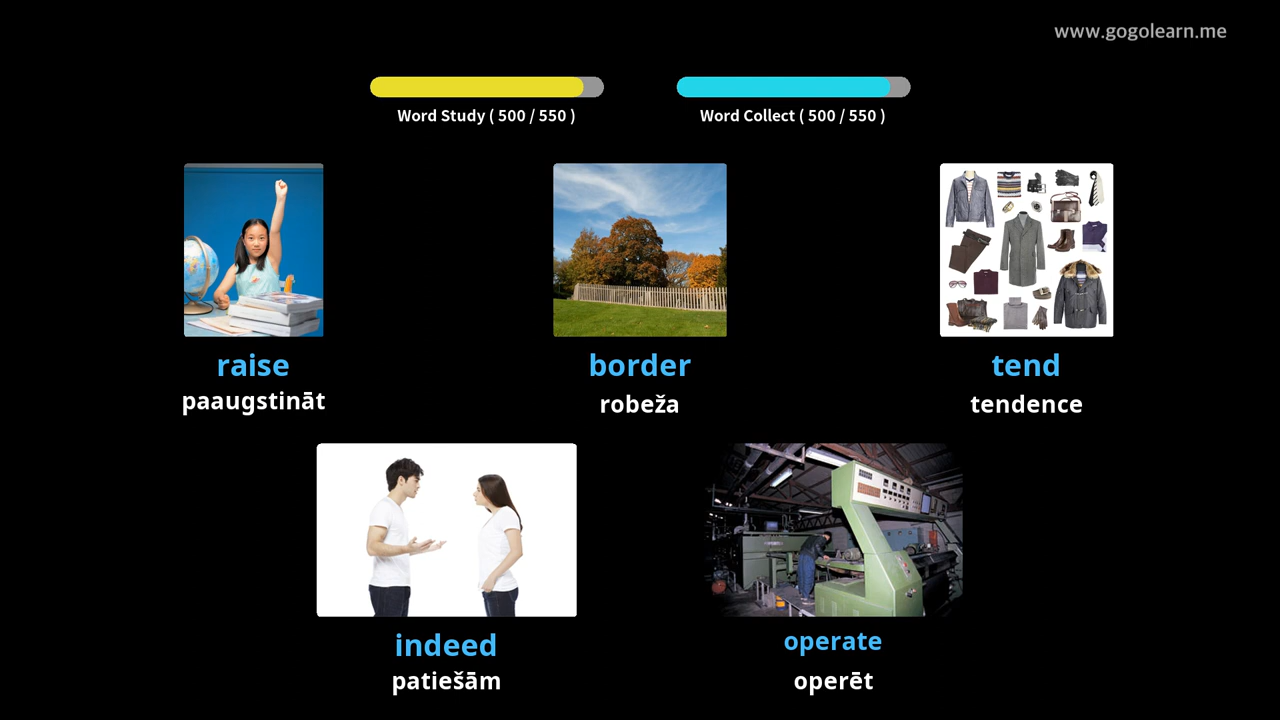 www.gogolearn.me
Word Study ( 500 / 550 )
Word Collect ( 500 / 550 )
raise
paaugstināt
border
robeža
tend
tendence
indeed
patiešām
operate
operēt